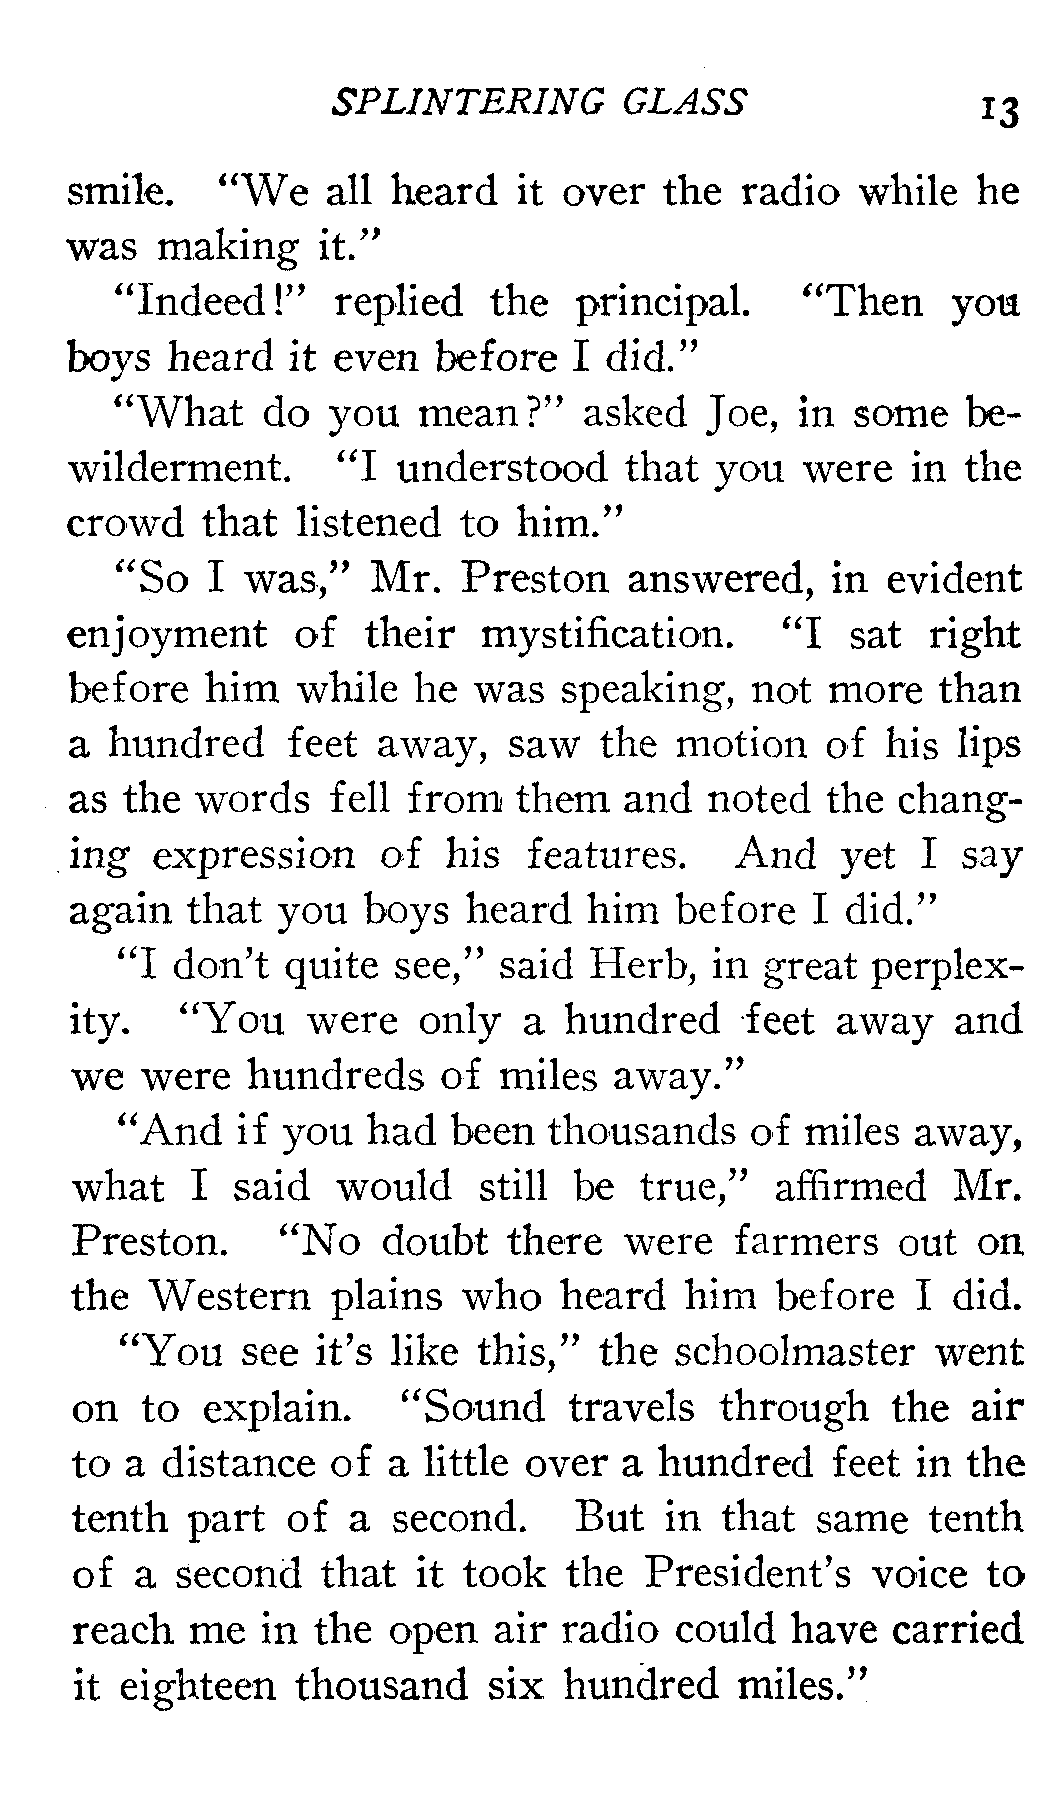 SPLINTERING GLASS 13
smile. "We all heard it over the radio while he
was making it."
"Indeed!" replied the principal. "Then you
boys heard it even before I did."
"What do you mean?" asked Joe, in some be-
wilderment. "I understood that you were in the
crowd that listened to him."
"So I was," Mr. Preston answered, in evident
enjoyment of their mystification. "I sat right
before him while he was speaking, not more than
a hundred feet away, saw the motion of his lips
as the words fell from them and noted the chang-
ing expression of his features. And yet I say
again that you boys heard him before I did."
"I don't quite see," said Herb, in great perplex-
ity. "You were only a hundred feet away and
we were hundreds of miles away."
"And if you had been thousands of miles away,
what I said would still be true," affirmed Mr.
Preston. "No doubt there were farmers out on
the Western plains who heard him before I did.
"You see it's like this," the schoolmaster went
on to explain. "Sound travels through the air
to a distance of a little over a hundred feet in the
tenth part of a second. But in that same tenth
of a second that it took the President's voice to
reach me in the open air radio could have carried
it eighteen thousand six hundred miles."